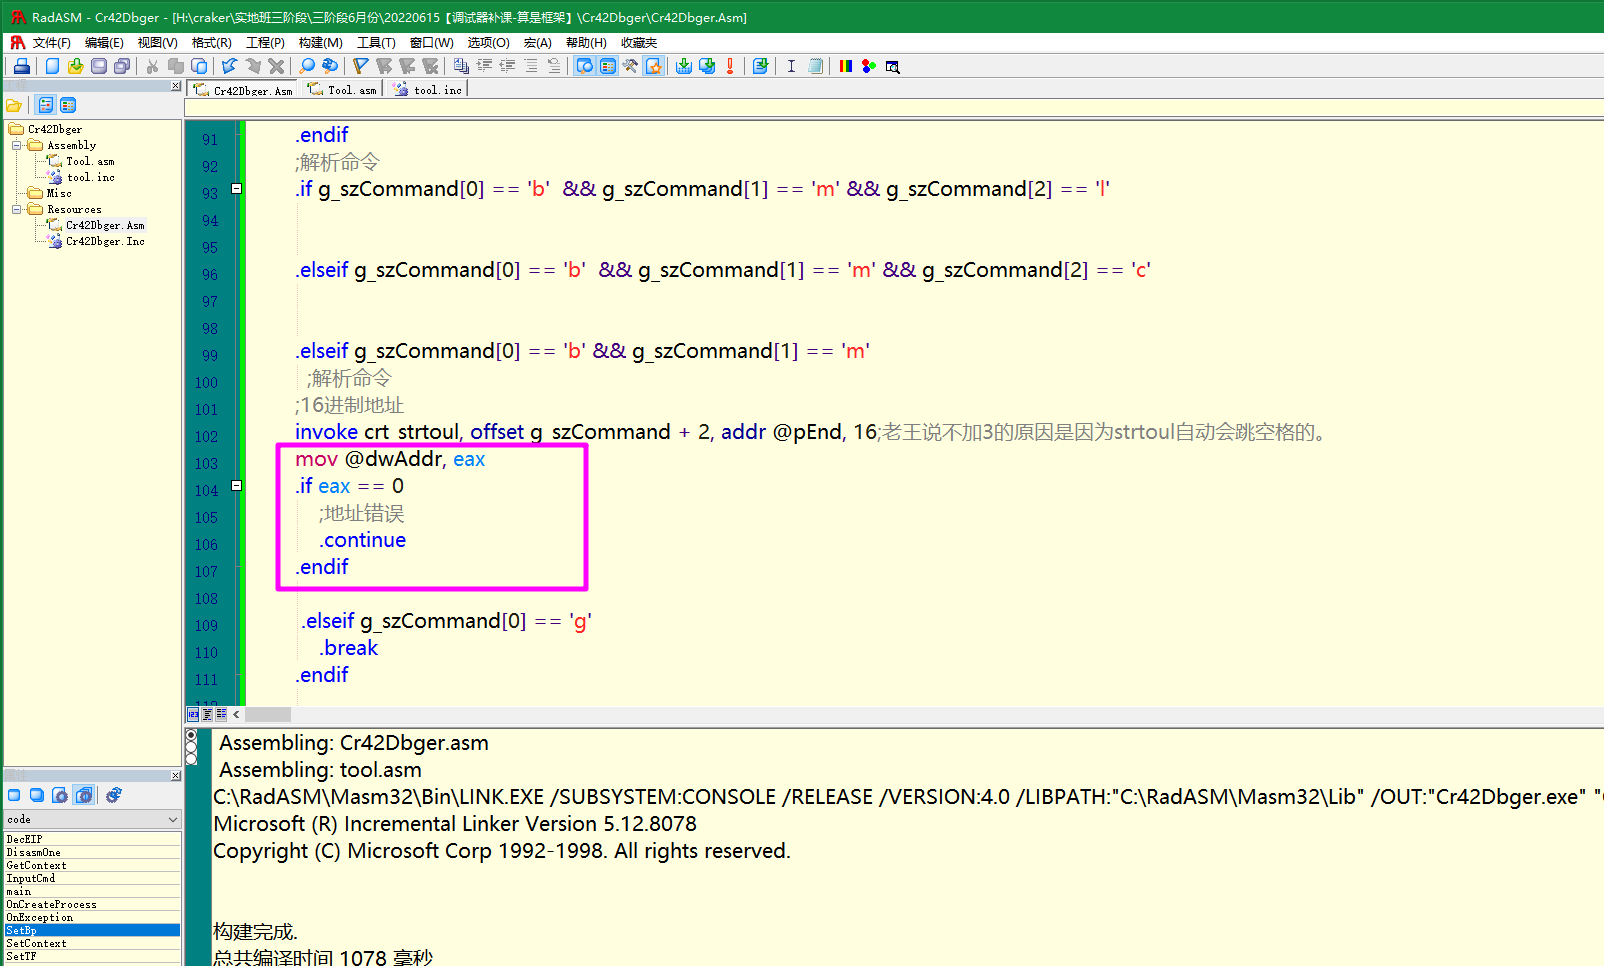 RadASM - Cr42Dbger - [H:\craker\实地班三阶段\三阶段6月份\20220615【调试器补课-算是框架】\Cr42Dbger\Cr42Dbger.Asm]
文件(F) 编辑(E) 视图(V) 格式(R) 工程(P) 构建(M) 工具(T) 窗口(W) 选项(O) 宏(A) 帮助(H) 收藏夹
Cr42Dbger.Asm Tool.asm tool.inc
Cr42Dbger
Assembly
Tool.asm
tool.inc
Misc
Resources
Cr42Dbger.Asm
Cr42Dbger.Inc
91 .endif
92 ;解析命令
93 .if g_szCommand[0] == 'b' && g_szCommand[1] == 'm' && g_szCommand[2] == 'l'
94
95
96 .elseif g_szCommand[0] == 'b' && g_szCommand[1] == 'm' && g_szCommand[2] == 'c'
97
98
99 .elseif g_szCommand[0] == 'b' && g_szCommand[1] == 'm'
100 ;解析命令
101 ;16进制地址
102 invoke crt_strtoul, offset g_szCommand + 2, addr @pEnd, 16;老王说不加3的原因是因为strtoul自动会跳空格的。
103 mov @dwAddr, eax
104 .if eax == 0
105 ;地址错误
106 .continue
107 .endif
108
109 .elseif g_szCommand[0] == 'g'
110 .break
111 .endif
code
DecEIP
DisasmOne
GetContext
InputCmd
main
OnCreateProcess
OnException
SetBp
SetContext
SetTF
Assembling: Cr42Dbger.asm
Assembling: tool.asm
C:\RadASM\Masm32\Bin\LINK.EXE /SUBSYSTEM:CONSOLE /RELEASE /VERSION:4.0 /LIBPATH:"C:\RadASM\Masm32\Lib" /OUT:"Cr42Dbger.exe"
Microsoft (R) Incremental Linker Version 5.12.8078
Copyright (C) Microsoft Corp 1992-1998. All rights reserved.
构建完成.
总共编译时间 1078 毫秒